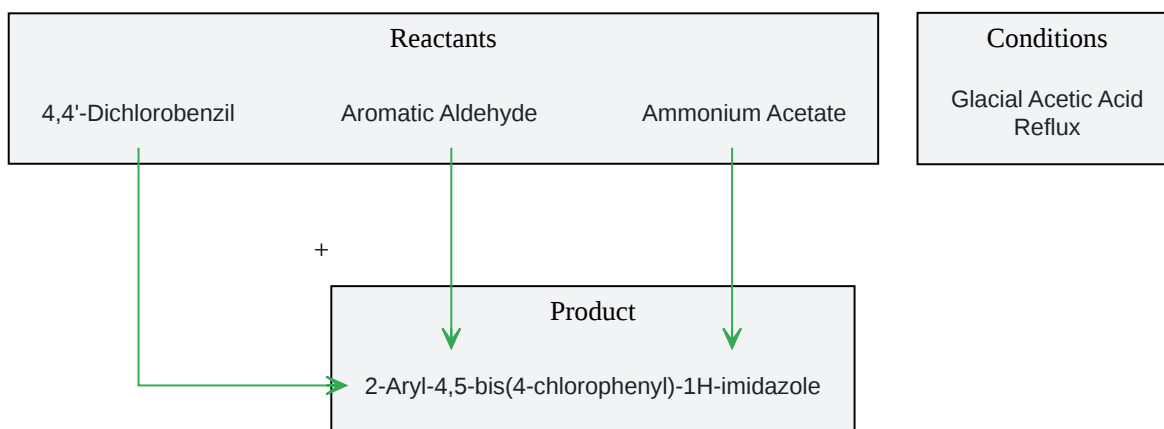 Reactants
4,4'-Dichlorobenzil
Aromatic Aldehyde
Ammonium Acetate
Conditions
Glacial Acetic Acid
Reflux
+
Product
2-Aryl-4,5-bis(4-chlorophenyl)-1H-imidazole